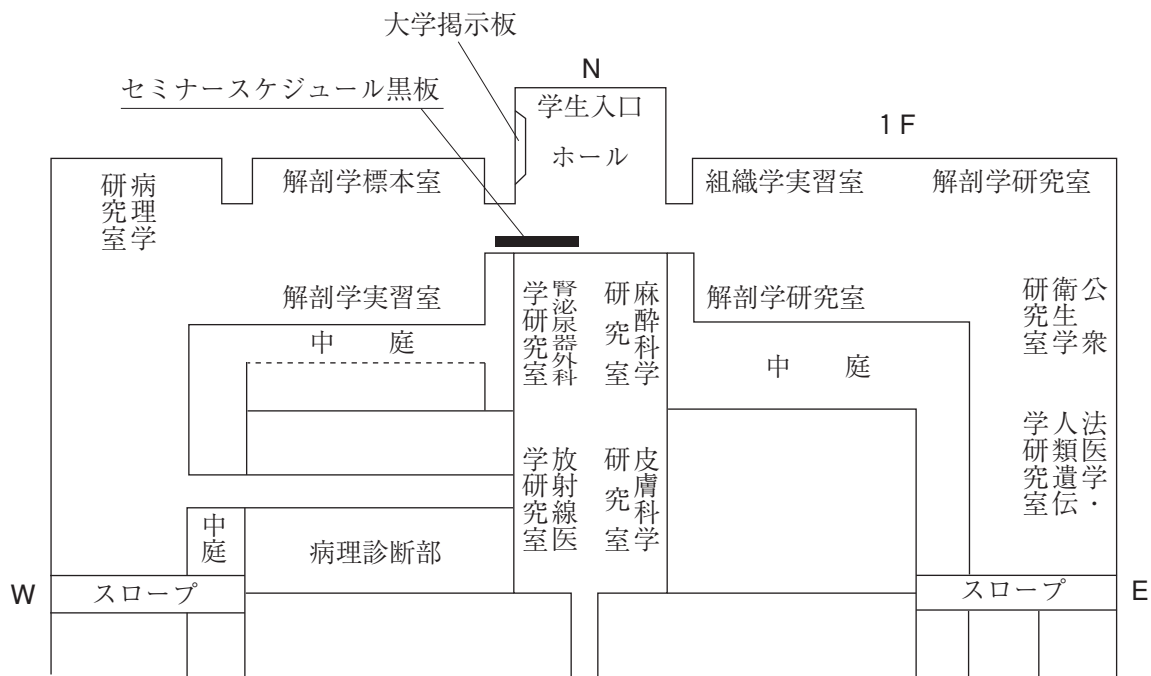 大学掲示板
N
セミナースケジュール黒板
学生入口
ホール
1F
病理学
研究室
解剖学標本室
組織学実習室
解剖学研究室
解剖学実習室
腎泌尿器外科
学研究室
麻酔科学
研究室
解剖学研究室
公衆
衛生学
研究室
中庭
中庭
放射線医
学研究室
皮膚科学
研究室
法医学・
人類遺伝
学研究室
中庭
病理診断部
W
スロープ
スロープ
E